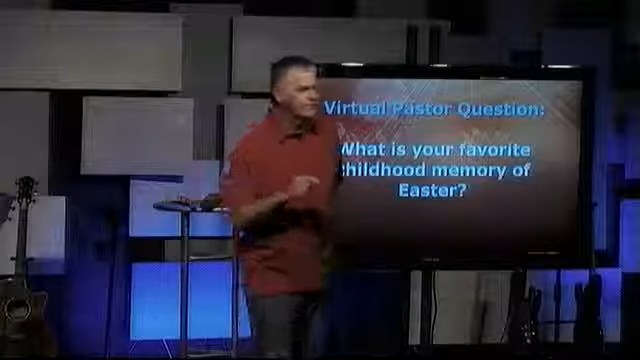 Virtual Pastor Question:
What is your favorite
childhood memory of
Easter?